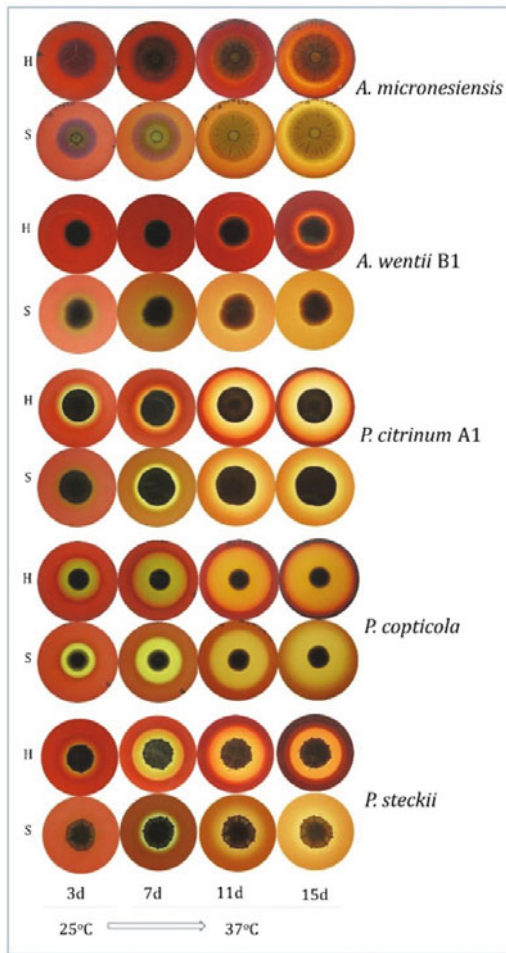 H
A. micronesiensis
S
H
A. wentii B1
S
H
P. citrinum A1
S
H
P. copticola
S
H
P. steckii
S
3d 7d 11d 15d
25°C 37°C